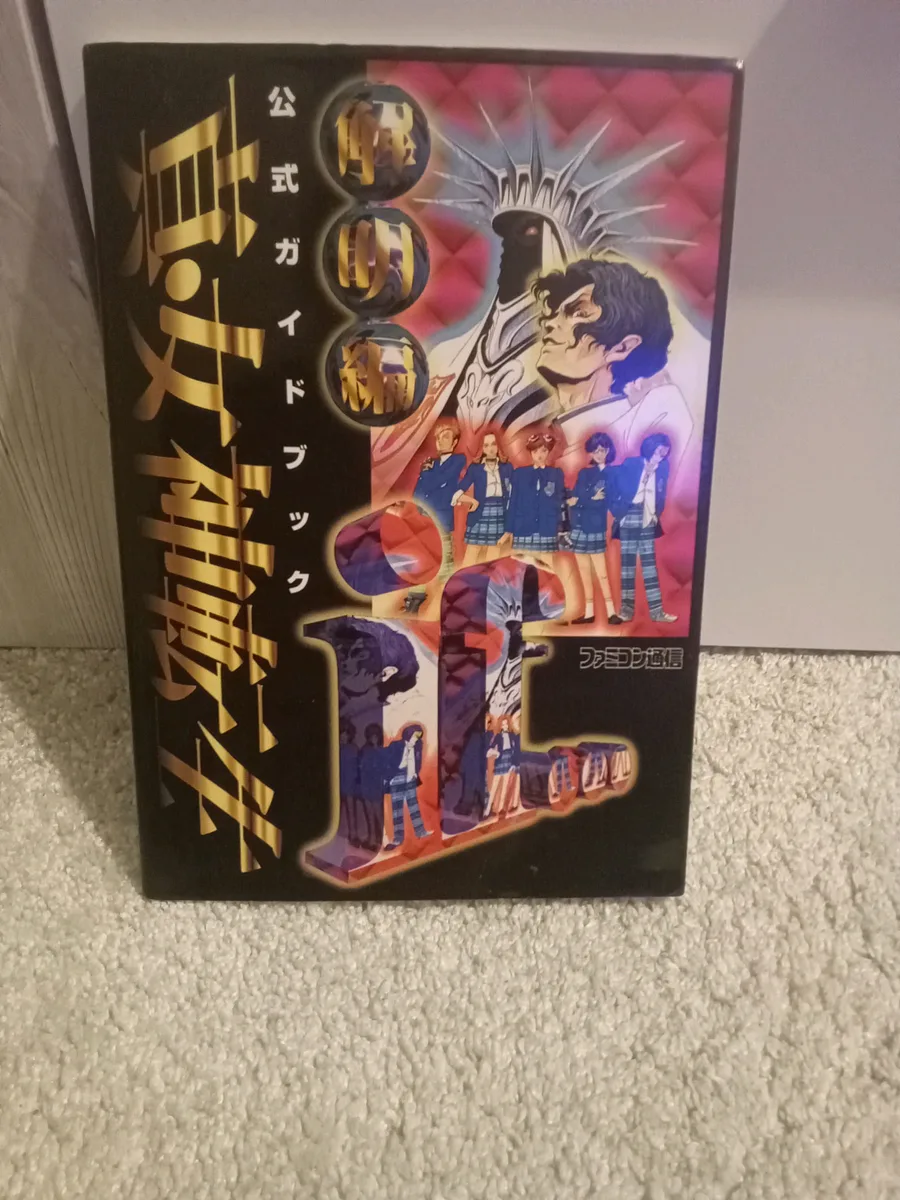 真・女神転生
if...
公式ガイドブック
解明編
ファミコン通信